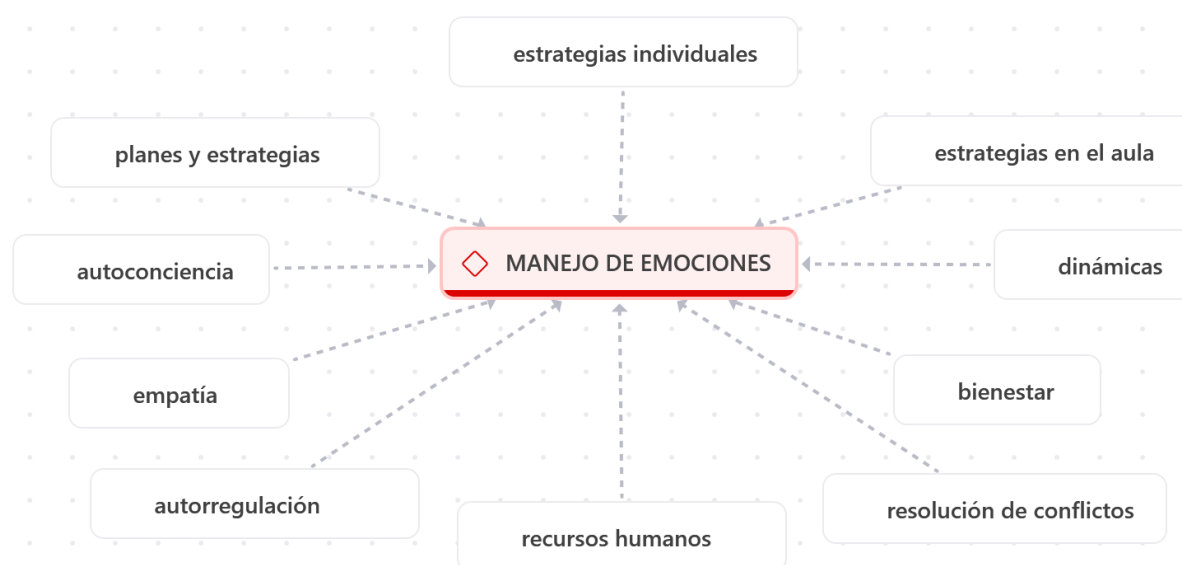 estrategias individuales
planes y estrategias
estrategias en el aula
MANEJO DE EMOCIONES
autoconciencia
dinámicas
empatía
bienestar
autorregulación
resolución de conflictos
recursos humanos